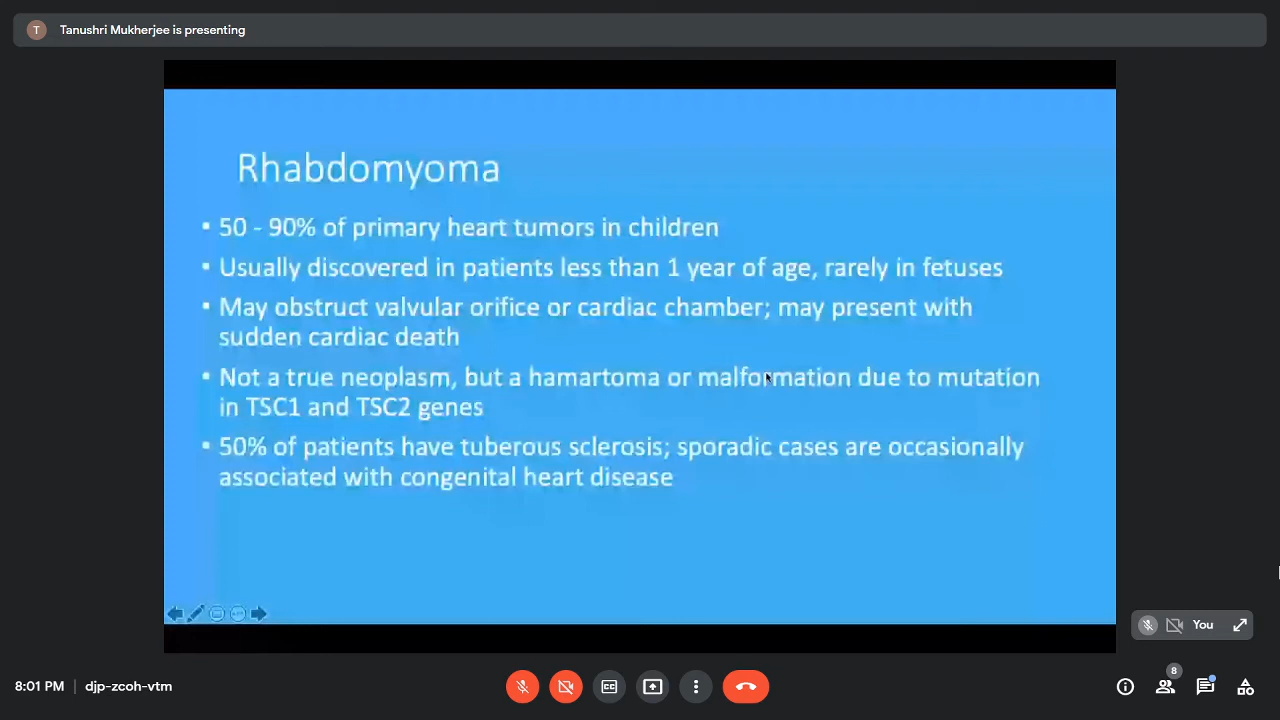 T Tanushri Mukherjee is presenting
Rhabdomyoma
• 50 - 90% of primary heart tumors in children
• Usually discovered in patients less than 1 year of age, rarely in fetuses
• May obstruct valvular orifice or cardiac chamber; may present with
sudden cardiac death
• Not a true neoplasm, but a hamartoma or malformation due to mutation
in TSC1 and TSC2 genes
• 50% of patients have tuberous sclerosis; sporadic cases are occasionally
associated with congenital heart disease
You
8:01 PM | djp-zcoh-vtm
CC
8